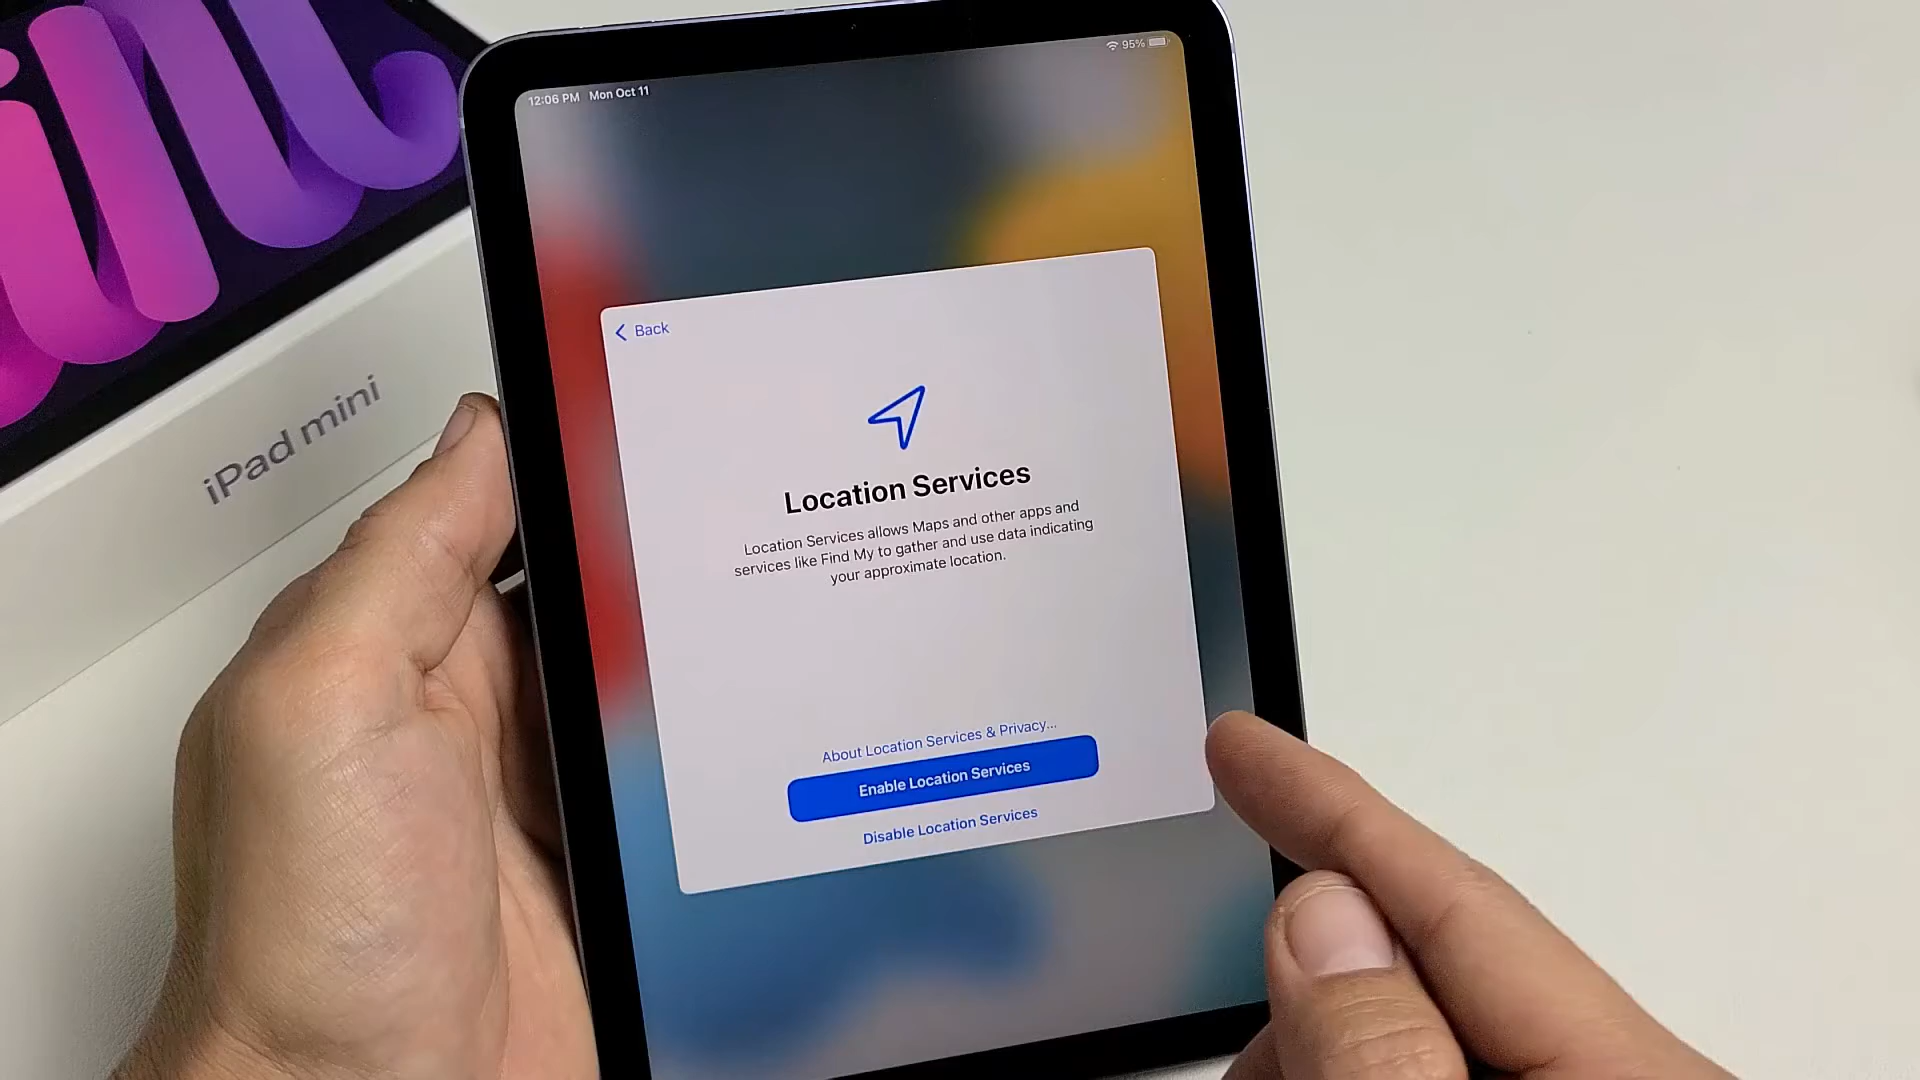 12:06 PM Mon Oct 11
95%
iPad mini
Back
Location Services
Location Services allows Maps and other apps and
services like Find My to gather and use data indicating
your approximate location.
About Location Services & Privacy...
Enable Location Services
Disable Location Services